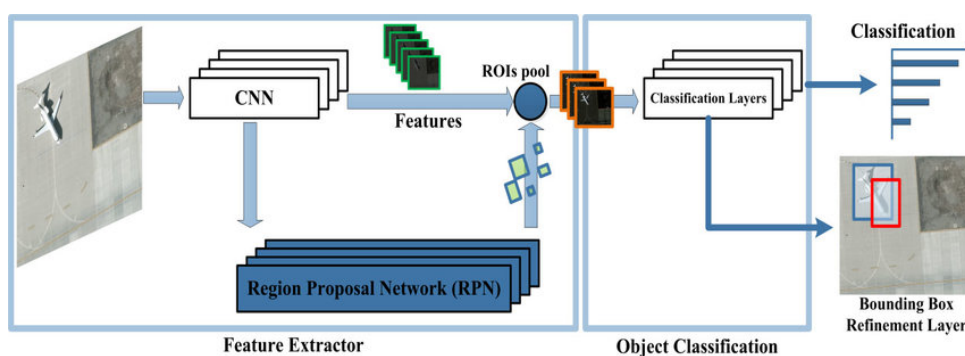 Classification
ROIs pool
CNN
Classification Layers
Features
Region Proposal Network (RPN)
Bounding Box
Refinement Layer
Feature Extractor
Object Classification